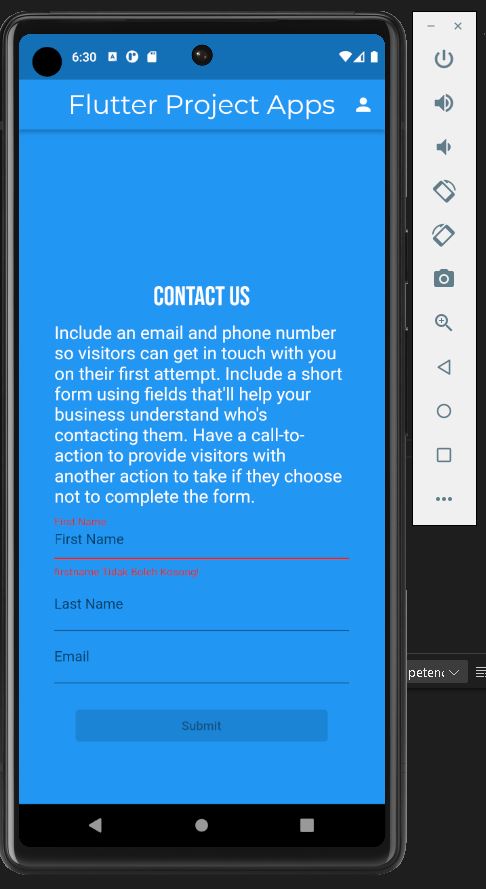 6:30
Flutter Project Apps
CONTACT US
Include an email and phone number
so visitors can get in touch with you
on their first attempt. Include a short
form using fields that'll help your
business understand who's
contacting them. Have a call-to-
action to provide visitors with
another action to take if they choose
not to complete the form.
First Name
firstname Tidak Boleh Kosong!
Last Name
Email
Submit